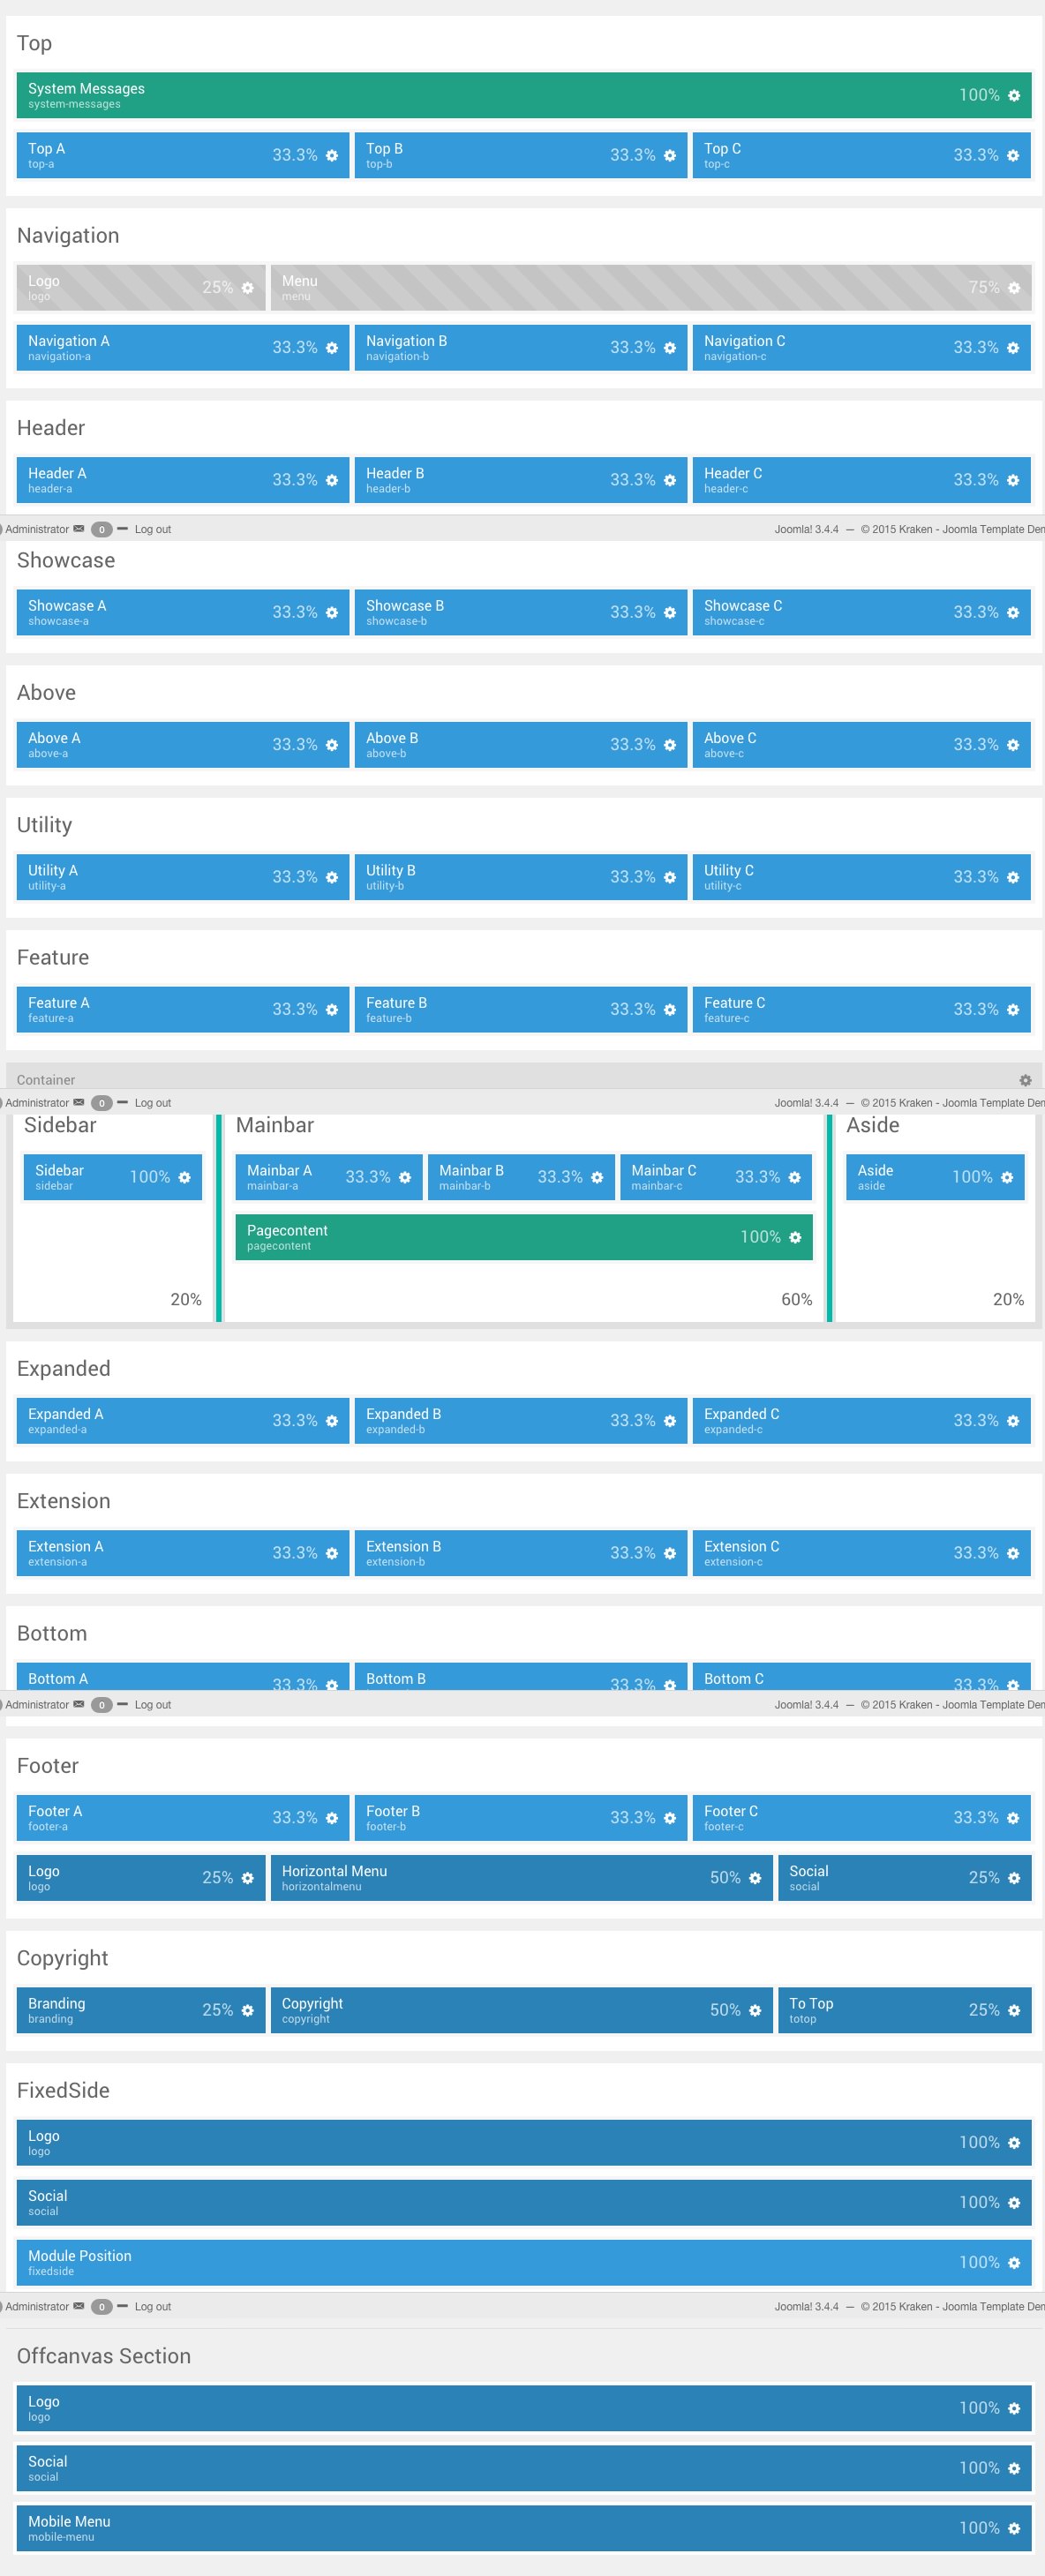 Top
System Messages 100%
system-messages
Top A 33.3% Top B 33.3% Top C 33.3%
top-a top-b top-c
Navigation
Logo 25% Menu 75%
logo menu
Navigation A 33.3% Navigation B 33.3% Navigation C 33.3%
navigation-a navigation-b navigation-c
Header
Header A 33.3% Header B 33.3% Header C 33.3%
header-a header-b header-c
Administrator 0 Log out Joomla! 3.4.4 — © 2015 Kraken - Joomla Template Den
Showcase
Showcase A 33.3% Showcase B 33.3% Showcase C 33.3%
showcase-a showcase-b showcase-c
Above
Above A 33.3% Above B 33.3% Above C 33.3%
above-a above-b above-c
Utility
Utility A 33.3% Utility B 33.3% Utility C 33.3%
utility-a utility-b utility-c
Feature
Feature A 33.3% Feature B 33.3% Feature C 33.3%
feature-a feature-b feature-c
Container
Administrator 0 Log out Joomla! 3.4.4 — © 2015 Kraken - Joomla Template Den
Sidebar Mainbar Aside
Sidebar 100% Mainbar A 33.3% Mainbar B 33.3% Mainbar C 33.3% Aside 100%
sidebar mainbar-a mainbar-b mainbar-c aside
Pagecontent 100%
pagecontent
20% 60% 20%
Expanded
Expanded A 33.3% Expanded B 33.3% Expanded C 33.3%
expanded-a expanded-b expanded-c
Extension
Extension A 33.3% Extension B 33.3% Extension C 33.3%
extension-a extension-b extension-c
Bottom
Bottom A 33.3% Bottom B 33.3% Bottom C 33.3%
Administrator 0 Log out Joomla! 3.4.4 — © 2015 Kraken - Joomla Template Den
Footer
Footer A 33.3% Footer B 33.3% Footer C 33.3%
footer-a footer-b footer-c
Logo 25% Horizontal Menu 50% Social 25%
logo horizontalmenu social
Copyright
Branding 25% Copyright 50% To Top 25%
branding copyright totop
FixedSide
Logo 100%
logo
Social 100%
social
Module Position 100%
fixedside
Administrator 0 Log out Joomla! 3.4.4 — © 2015 Kraken - Joomla Template Den
Offcanvas Section
Logo 100%
logo
Social 100%
social
Mobile Menu 100%
mobile-menu